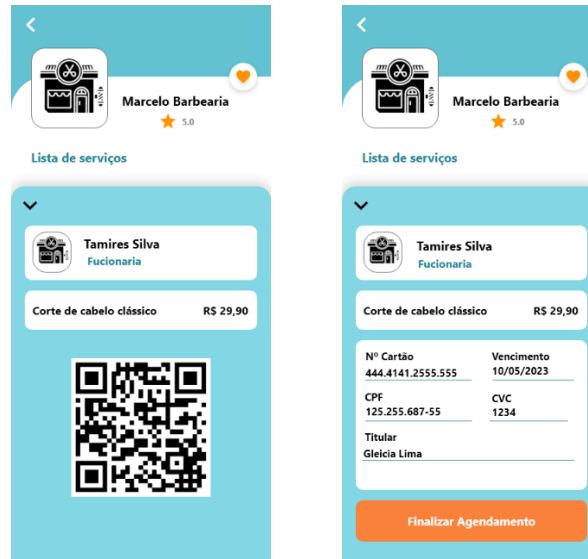 Marcelo Barbearia
5.0
Lista de serviços
Tamires Silva
Fucionaria
Corte de cabelo clássico R$ 29,90
Marcelo Barbearia
5.0
Lista de serviços
Tamires Silva
Fucionaria
Corte de cabelo clássico R$ 29,90
Nº Cartão Vencimento
444.4141.2555.555 10/05/2023
CPF CVC
125.255.687-55 1234
Titular
Gleicia Lima
Finalizar Agendamento